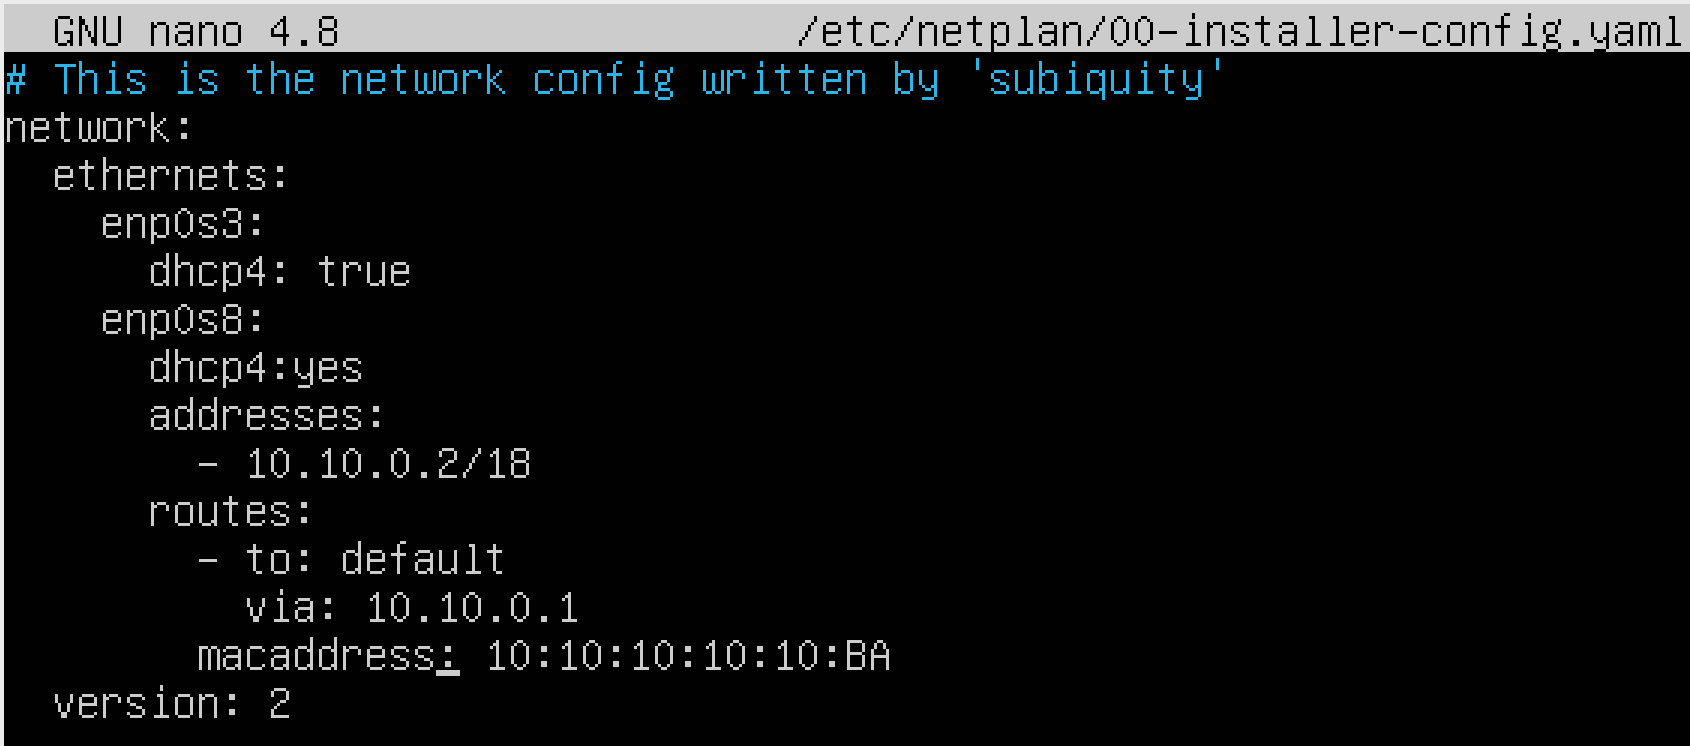 GNU nano 4.8 /etc/netplan/00-installer-config.yaml
# This is the network config written by 'subiquity'
network:
  ethernets:
    enp0s3:
      dhcp4: true
    enp0s8:
      dhcp4:yes
      addresses:
        - 10.10.0.2/18
      routes:
        - to: default
          via: 10.10.0.1
        macaddress: 10:10:10:10:10:BA
  version: 2